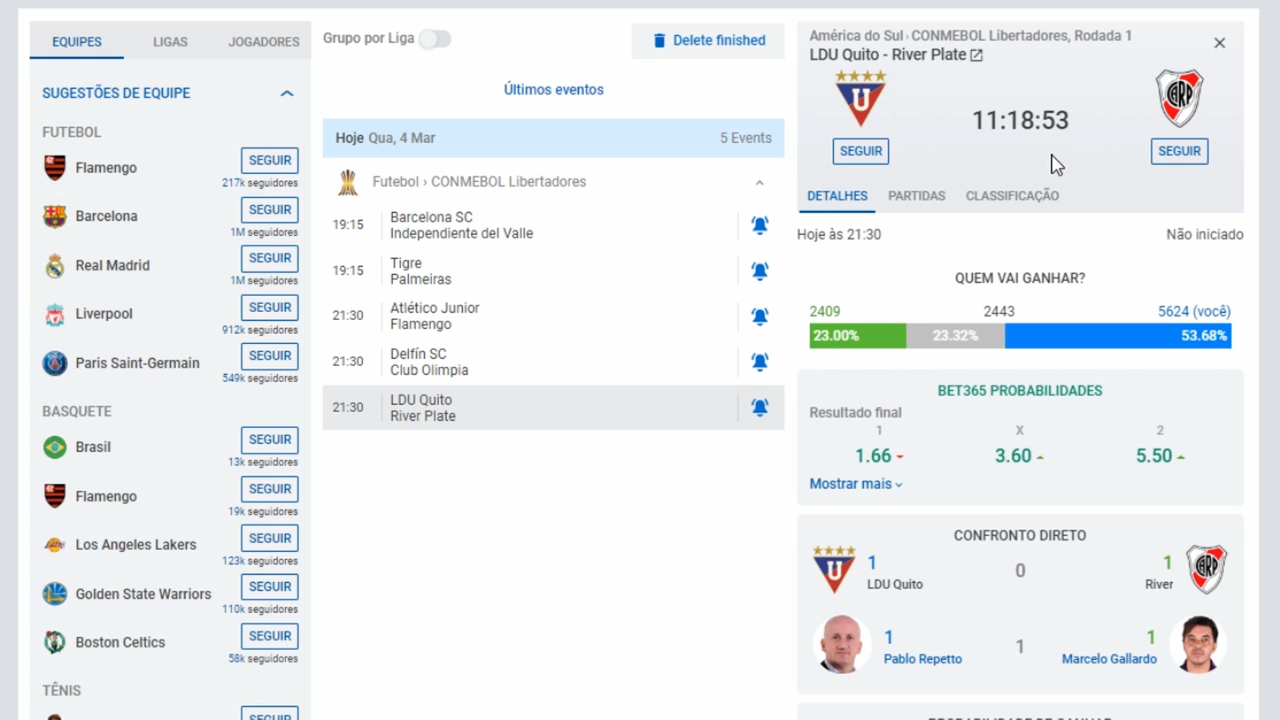 EQUIPES
LIGAS
JOGADORES
SUGESTÕES DE EQUIPE
FUTEBOL
Flamengo
SEGUIR
217k seguidores
Barcelona
SEGUIR
1M seguidores
Real Madrid
SEGUIR
1M seguidores
Liverpool
SEGUIR
912k seguidores
Paris Saint-Germain
SEGUIR
549k seguidores
BASQUETE
Brasil
SEGUIR
13k seguidores
Flamengo
SEGUIR
19k seguidores
Los Angeles Lakers
SEGUIR
123k seguidores
Golden State Warriors
SEGUIR
110k seguidores
Boston Celtics
SEGUIR
58k seguidores
TÊNIS
SEGUIR
Grupo por Liga
Delete finished
Últimos eventos
Hoje Qua, 4 Mar
5 Events
Futebol › CONMEBOL Libertadores
19:15
Barcelona SC
Independiente del Valle
19:15
Tigre
Palmeiras
21:30
Atlético Junior
Flamengo
21:30
Delfín SC
Club Olimpia
21:30
LDU Quito
River Plate
América do Sul › CONMEBOL Libertadores, Rodada 1
LDU Quito - River Plate
U
11:18:53
CARP
SEGUIR
SEGUIR
DETALHES
PARTIDAS
CLASSIFICAÇÃO
Hoje às 21:30
Não iniciado
QUEM VAI GANHAR?
2409
2443
5624 (você)
23.00%
23.32%
53.68%
BET365 PROBABILIDADES
Resultado final
1
X
2
1.66
3.60
5.50
Mostrar mais
CONFRONTO DIRETO
U
1
0
1
CARP
LDU Quito
River
1
1
1
Pablo Repetto
Marcelo Gallardo
PROBABILIDADE DE GANHAR